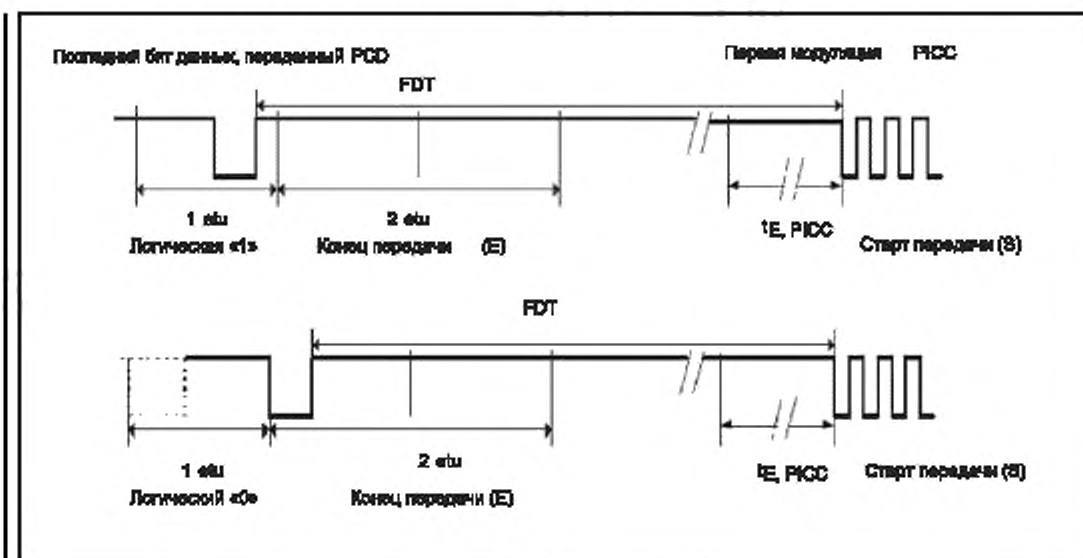 Последний бит данных, переданный PCD
Первая модуляция PICC
FDT
1 etu
2 etu
tE, PICC
Логическая «1»
Конец передачи (E)
Старт передачи (S)
FDT
1 etu
2 etu
tE, PICC
Старт передачи (S)
Логический «0»
Конец передачи (E)